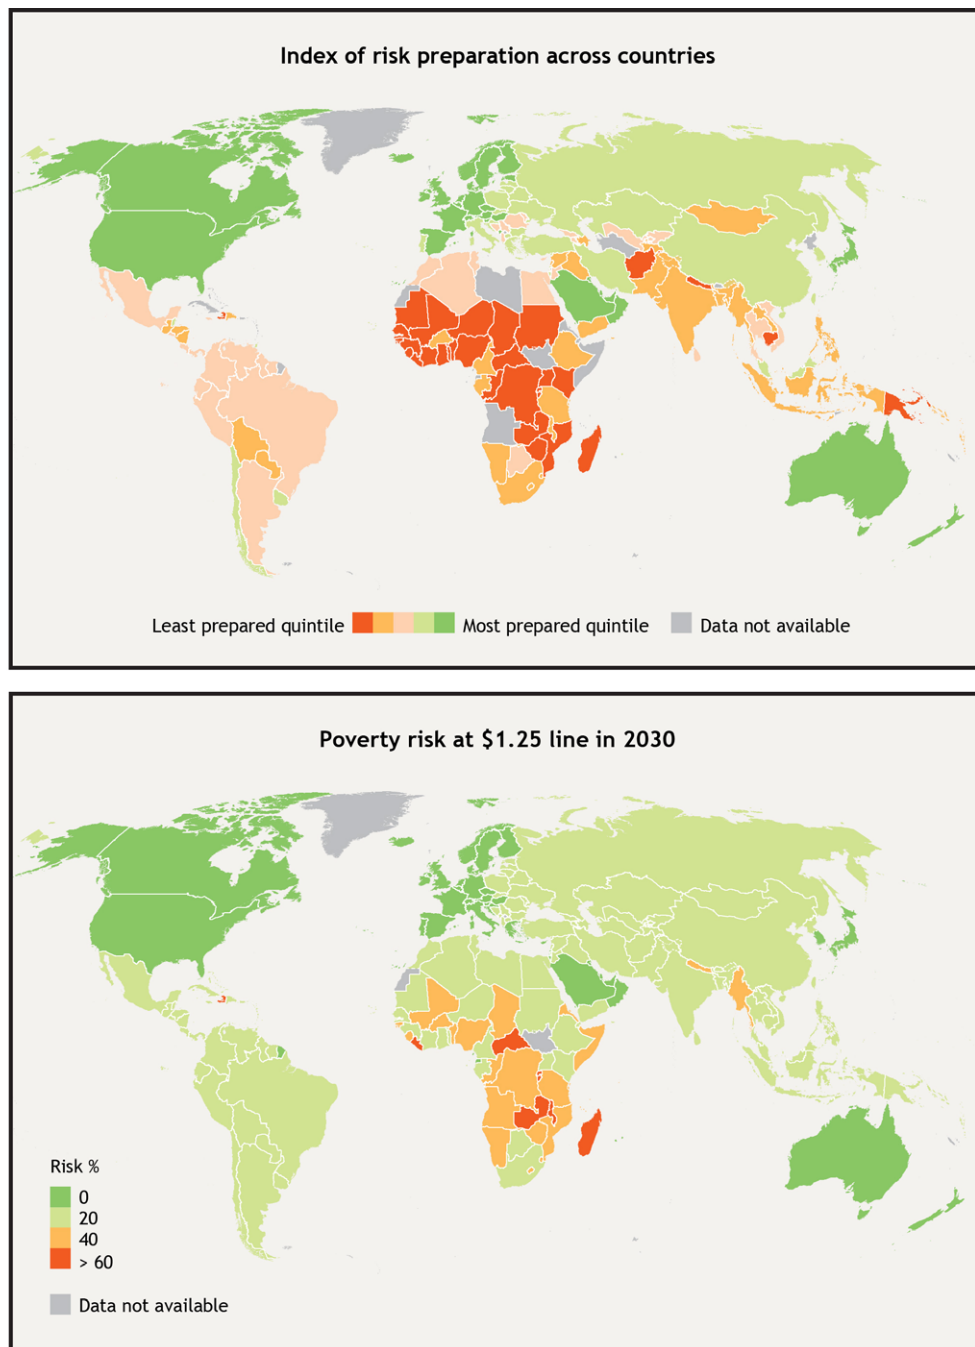 Index of risk preparation across countries
Least prepared quintile Most prepared quintile Data not available
Poverty risk at $1.25 line in 2030
Risk %
0
20
40
> 60
Data not available